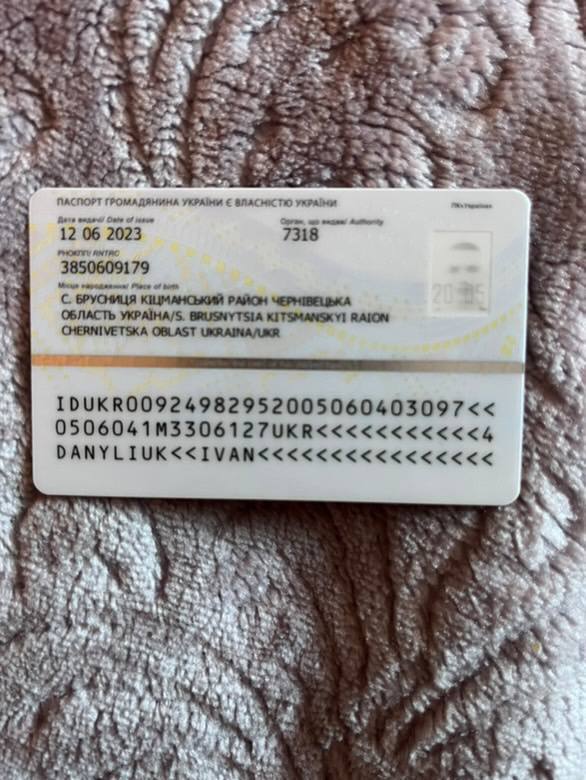 ПАСПОРТ ГРОМАДЯНИНА УКРАЇНИ Є ВЛАСНІСТЮ УКРАЇНИ
Дата видачі/ Date of issue
Орган, що видав/ Authority
12 06 2023
7318
РНОКПП/ RNTRC
3850609179
Місце народження/ Place of birth
С. БРУСНИЦЯ КІЦМАНСЬКИЙ РАЙОН ЧЕРНІВЕЦЬКА
ОБЛАСТЬ УКРАЇНА/S. BRUSNYTSIA KITSMANSKYI RAION
CHERNIVETSKA OBLAST UKRAINA/UKR
IDUKR00924982952005060403097<<
0506041M3306127UKR<<<<<<<<<<<4
DANYLIUK<<IVAN<<<<<<<<<<<<<<<<